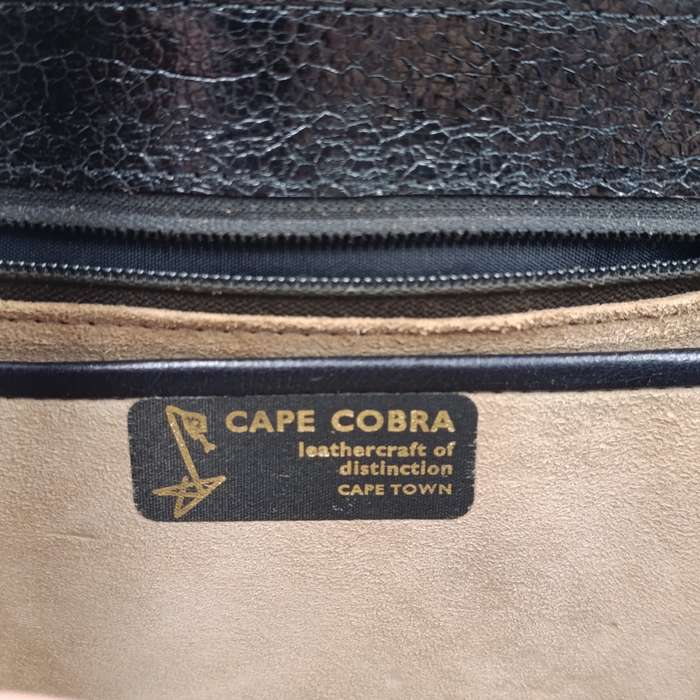 CAPE COBRA
leathercraft of
distinction
CAPE TOWN